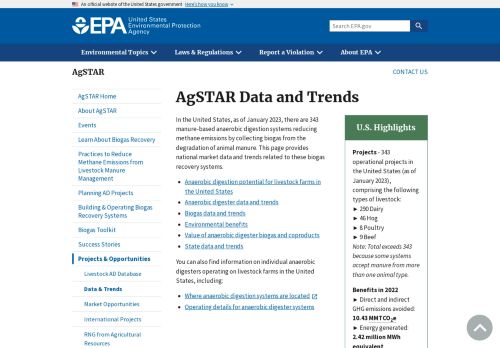 An official website of the United States government Here's how you know
EPA United States
Environmental Protection
Agency
Search EPA.gov
Environmental Topics Laws & Regulations Report a Violation About EPA
AgSTAR
CONTACT US
AgSTAR Home
About AgSTAR
Events
Learn About Biogas Recovery
Practices to Reduce
Methane Emissions from
Livestock Manure
Management
Planning AD Projects
Building & Operating Biogas
Recovery Systems
Biogas Toolkit
Success Stories
Projects & Opportunities
Livestock AD Database
Data & Trends
Market Opportunities
International Projects
RNG from Agricultural
Resources
AgSTAR Data and Trends
In the United States, as of January 2023, there are 343
manure-based anaerobic digestion systems reducing
methane emissions by collecting biogas from the
degradation of animal manure. This page provides
national market data and trends related to these biogas
recovery systems.
Anaerobic digestion potential for livestock farms in
the United States
Anaerobic digester data and trends
Biogas data and trends
Environmental benefits
Value of anaerobic digester biogas and coproducts
State data and trends
You can also find information on individual anaerobic
digesters operating on livestock farms in the United
States, including:
Where anaerobic digestion systems are located
Operating details for anaerobic digester systems
U.S. Highlights
Projects - 343
operational projects in
the United States (as of
January 2023),
comprising the following
types of livestock:
► 290 Dairy
► 46 Hog
► 8 Poultry
► 9 Beef
Note: Total exceeds 343
because some systems
accept manure from more
than one animal type.
Benefits in 2022
► Direct and indirect
GHG emissions avoided:
10.43 MMTCO2e
► Energy generated:
2.42 million MWh
equivalent